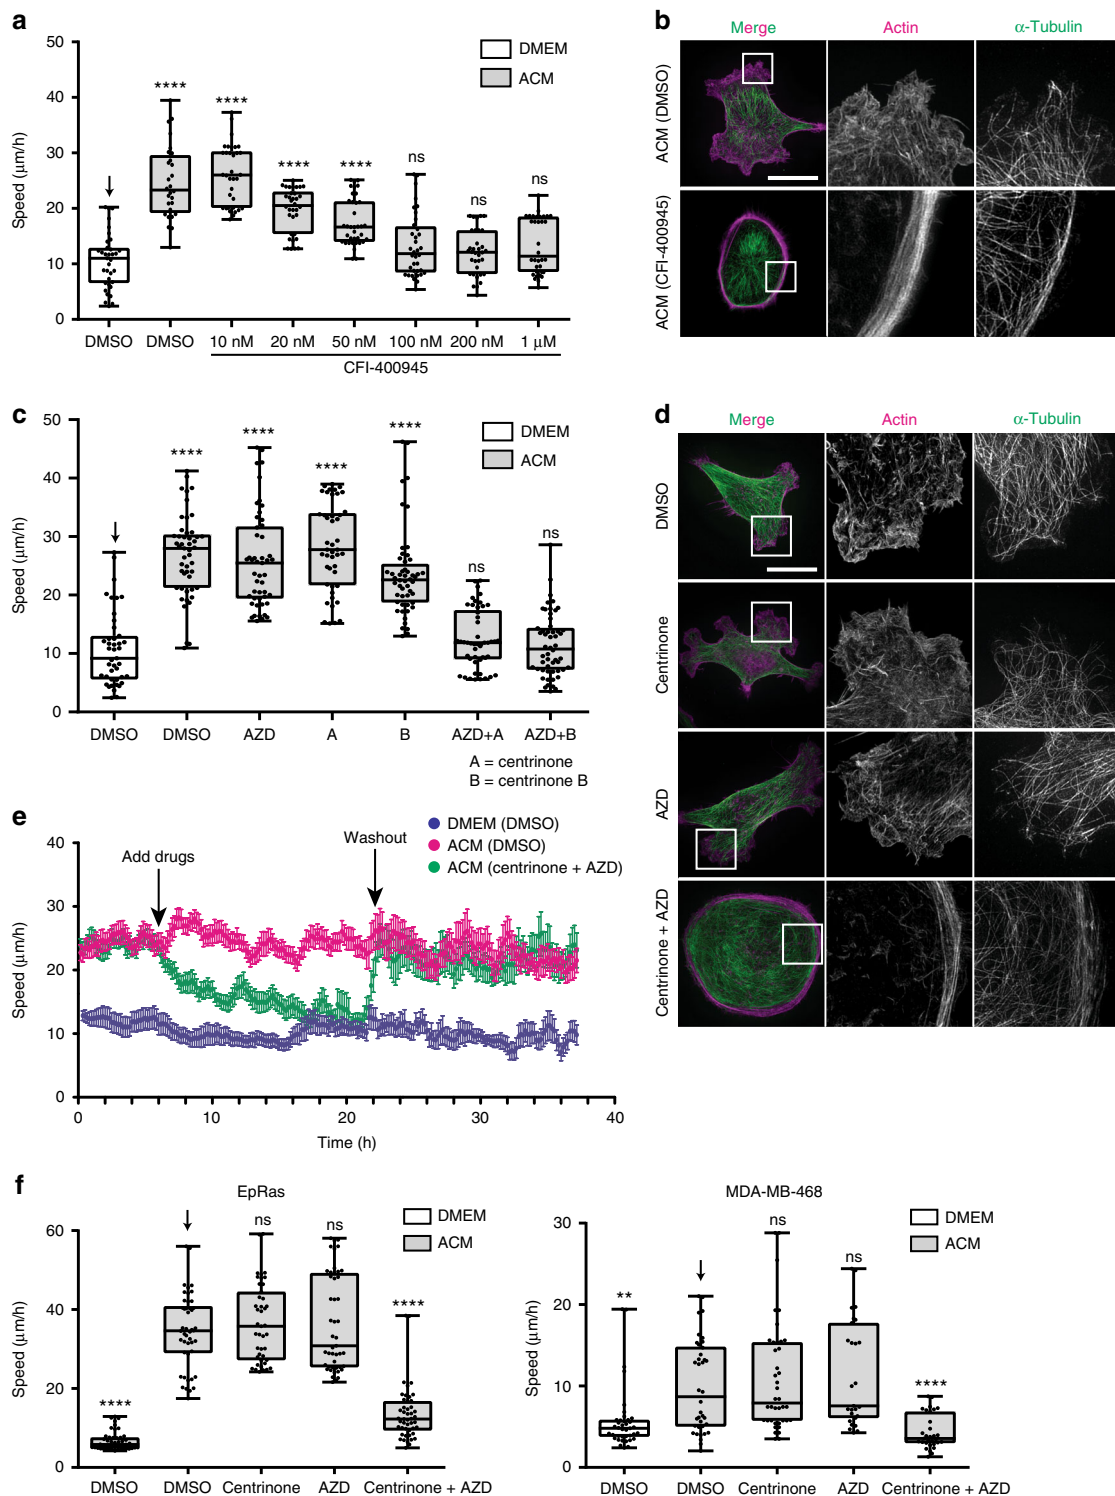 a
50
40
30
20
10
0
Speed (µm/h)
DMEM
ACM
****
****
****
****
ns
ns
ns
DMSO
DMSO
10 nM
20 nM
50 nM
100 nM
200 nM
1 µM
CFI-400945
b
Merge
Actin
α-Tubulin
ACM (DMSO)
ACM (CFI-400945)
c
50
40
30
20
10
0
Speed (µm/h)
DMEM
ACM
****
****
****
****
ns
ns
DMSO
DMSO
AZD
A
B
AZD+A
AZD+B
A = centrinone
B = centrinone B
d
Merge
Actin
α-Tubulin
DMSO
Centrinone
AZD
Centrinone + AZD
e
40
30
20
10
0
Speed (µm/h)
DMEM (DMSO)
ACM (DMSO)
ACM (centrinone + AZD)
Add drugs
Washout
0
10
20
30
40
Time (h)
f
EpRas
60
40
20
0
Speed (µm/h)
DMEM
ACM
****
ns
ns
****
DMSO
DMSO
Centrinone
AZD
Centrinone + AZD
MDA-MB-468
30
20
10
0
Speed (µm/h)
DMEM
ACM
**
ns
ns
****
DMSO
DMSO
Centrinone
AZD
Centrinone + AZD